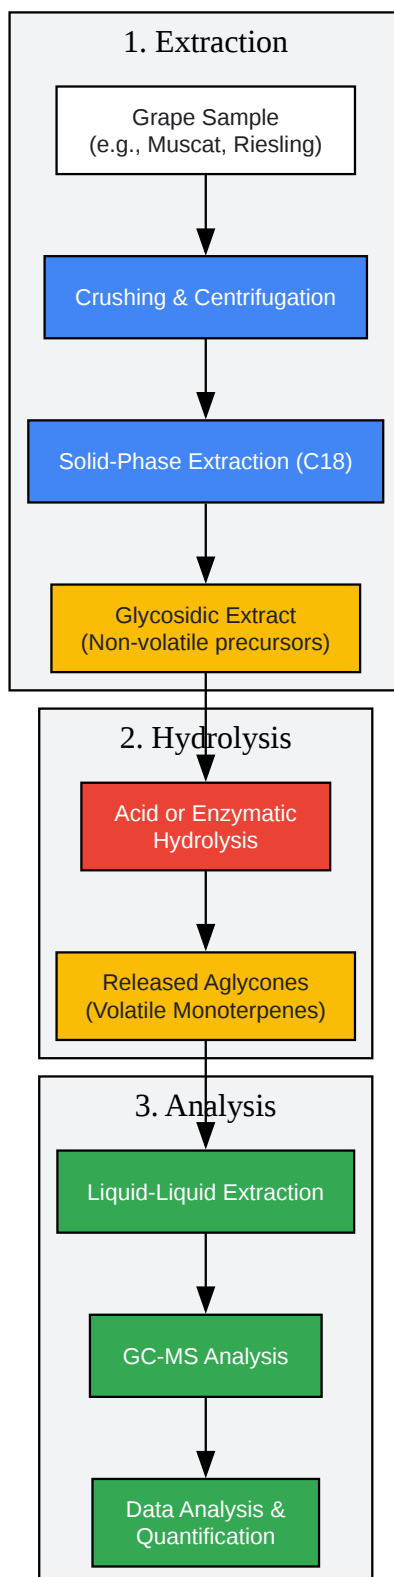 1. Extraction
Grape Sample
(e.g., Muscat, Riesling)
Crushing & Centrifugation
Solid-Phase Extraction (C18)
Glycosidic Extract
(Non-volatile precursors)
2. Hydrolysis
Acid or Enzymatic
Hydrolysis
Released Aglycones
(Volatile Monoterpenes)
3. Analysis
Liquid-Liquid Extraction
GC-MS Analysis
Data Analysis &
Quantification